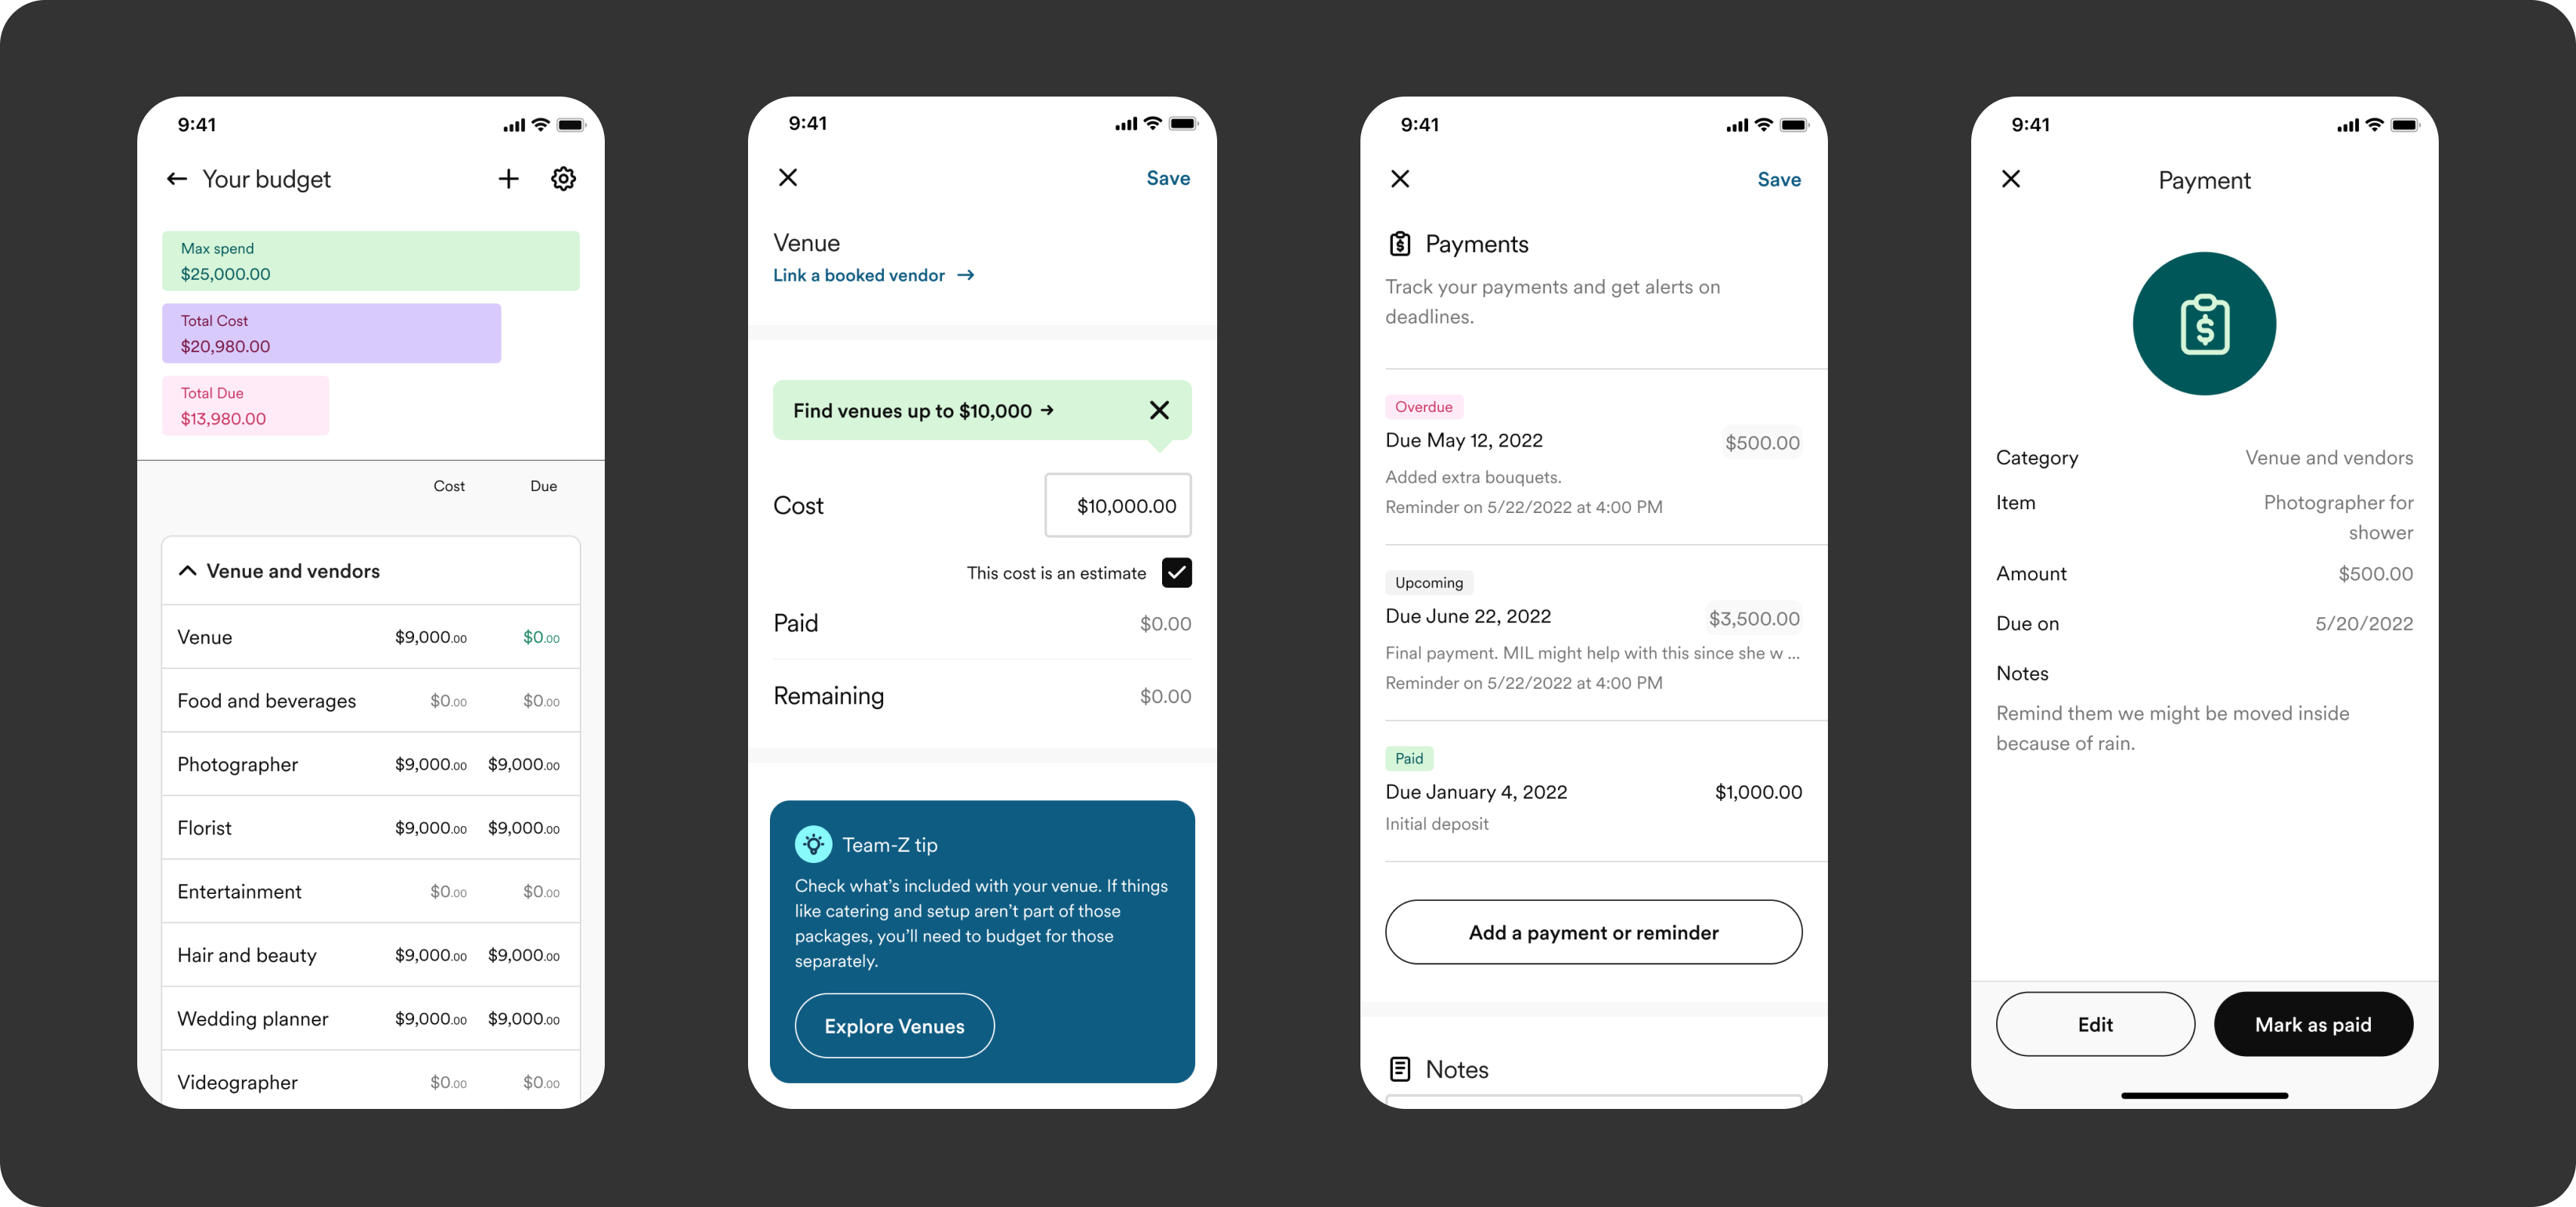 9:41
Your budget
Max spend
$25,000.00
Total Cost
$20,980.00
Total Due
$13,980.00
Cost Due
Venue and vendors
Venue $9,000.00 $0.00
Food and beverages $0.00 $0.00
Photographer $9,000.00 $9,000.00
Florist $9,000.00 $9,000.00
Entertainment $0.00 $0.00
Hair and beauty $9,000.00 $9,000.00
Wedding planner $9,000.00 $9,000.00
Videographer $0.00 $0.00
9:41
Save
Venue
Link a booked vendor →
Find venues up to $10,000 →
Cost $10,000.00
This cost is an estimate
Paid $0.00
Remaining $0.00
Team-Z tip
Check what’s included with your venue. If things
like catering and setup aren’t part of those
packages, you’ll need to budget for those
separately.
Explore Venues
9:41
Save
Payments
Track your payments and get alerts on
deadlines.
Overdue
Due May 12, 2022 $500.00
Added extra bouquets.
Reminder on 5/22/2022 at 4:00 PM
Upcoming
Due June 22, 2022 $3,500.00
Final payment. MIL might help with this since she w ...
Reminder on 5/22/2022 at 4:00 PM
Paid
Due January 4, 2022 $1,000.00
Initial deposit
Add a payment or reminder
Notes
9:41
Payment
Category Venue and vendors
Item Photographer for
shower
Amount $500.00
Due on 5/20/2022
Notes
Remind them we might be moved inside
because of rain.
Edit Mark as paid